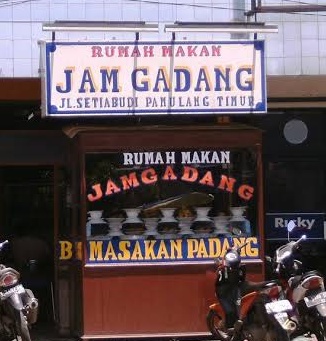 RUMAH MAKAN
JAM GADANG
JL. SETIABUDI PAMULANG TIMUR
RUMAH MAKAN
JAMGADANG
MASAKAN PADANG